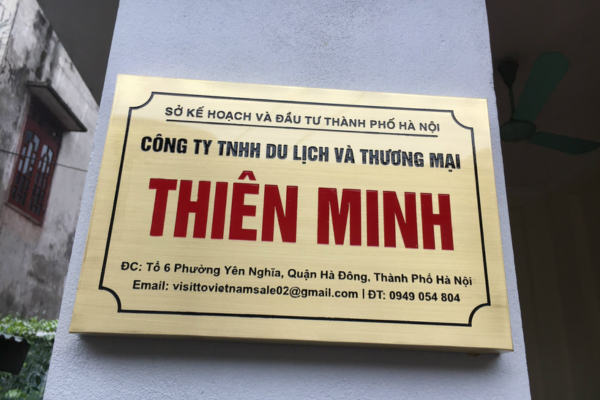 SỞ KẾ HOẠCH VÀ ĐẦU TƯ THÀNH PHỐ HÀ NỘI
CÔNG TY TNHH DU LỊCH VÀ THƯƠNG MẠI
THIÊN MINH
ĐC: Tổ 6 Phường Yên Nghĩa, Quận Hà Đông, Thành Phố Hà Nội
Email: visittovietnamsale02@gmail.com | ĐT: 0949 054 804